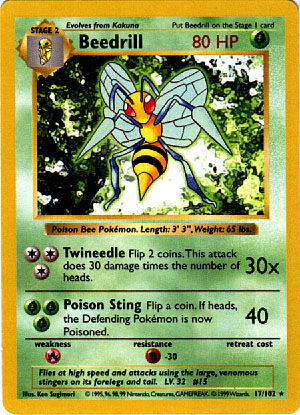 Evolves from Kakuna
Put Beedrill on the Stage 1 card
STAGE 2
Beedrill
80 HP
Poison Bee Pokémon. Length: 3' 3", Weight: 65 lbs.
Twineedle Flip 2 coins. This attack
does 30 damage times the number of
heads.
30x
Poison Sting Flip a coin. If heads,
the Defending Pokémon is now
Poisoned.
40
weakness
resistance
retreat cost
-30
Flies at high speed and attacks using the large, venomous
stingers on its forelegs and tail. LV. 32 #15
Illus. Ken Sugimori
© 1995, 96, 98, 99 Nintendo, Creatures, GAMEFREAK. © 1999 Wizards.
17/102